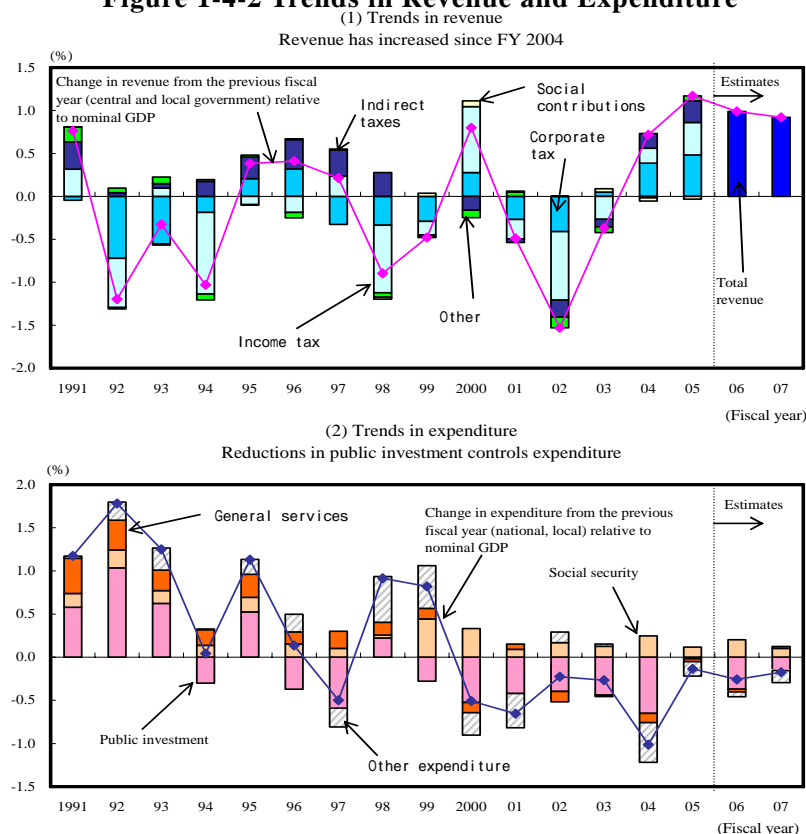 Figure 1-4-2 Trends in Revenue and Expenditure
(1) Trends in revenue
Revenue has increased since FY 2004
(%)
1.5
1.0
0.5
0.0
-0.5
-1.0
-1.5
-2.0
Change in revenue from the previous fiscal
year (central and local government) relative
to nominal GDP
Indirect
taxes
Social
contributions
Corporate
tax
Estimates
Income tax
Other
Total
revenue
1991 92 93 94 95 96 97 98 99 2000 01 02 03 04 05 06 07
(Fiscal year)
(2) Trends in expenditure
Reductions in public investment controls expenditure
(%)
2.0
1.5
1.0
0.5
0.0
-0.5
-1.0
-1.5
General services
Change in expenditure from the previous
fiscal year (national, local) relative to
nominal GDP
Social security
Estimates
Public investment
Other expenditure
1991 92 93 94 95 96 97 98 99 2000 01 02 03 04 05 06 07
(Fiscal year)